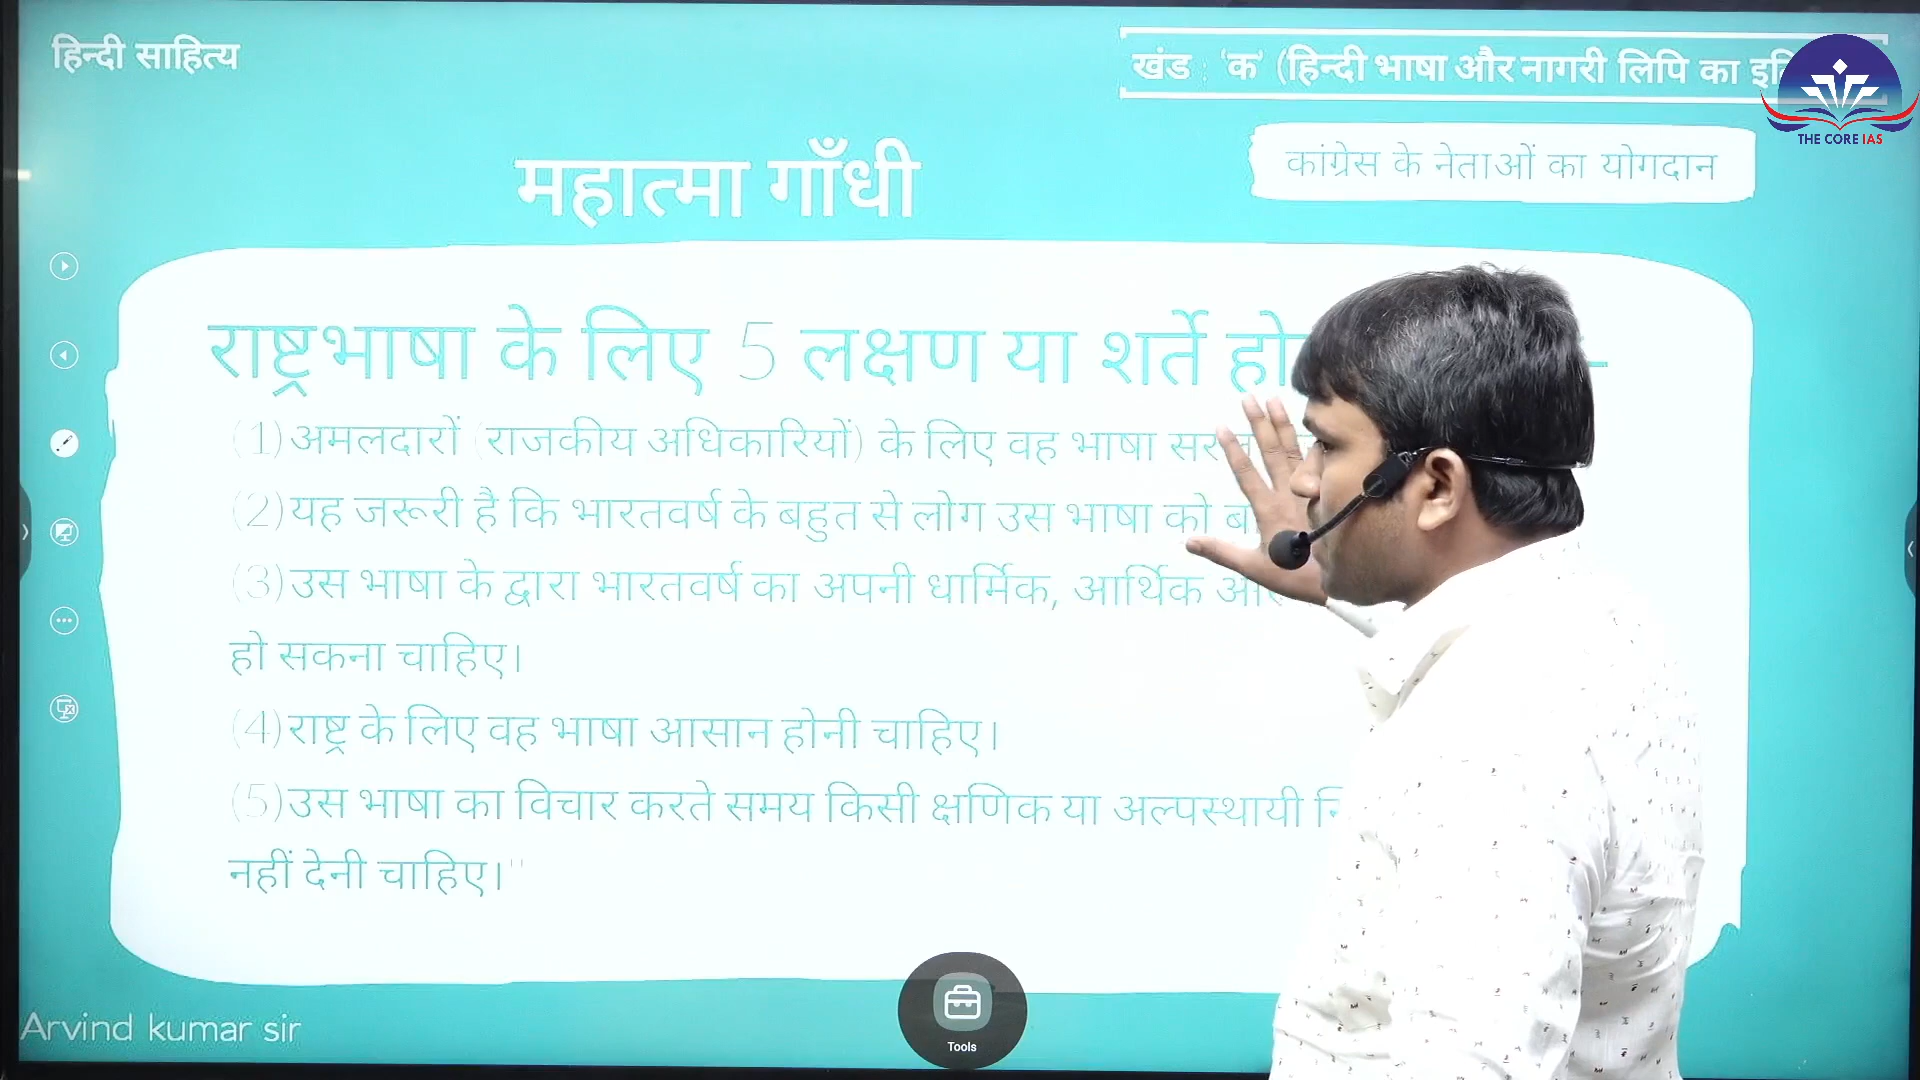 हिन्दी साहित्य
खंड : 'क' (हिन्दी भाषा और नागरी लिपि का
THE CORE IAS
कांग्रेस के नेताओं का योगदान
महात्मा गाँधी
राष्ट्रभाषा के लिए 5 लक्षण या शर्ते
(1) अमलदारों (राजकीय अधिकारियों) के लिए वह भाषा
(2) यह जरूरी है कि भारतवर्ष के बहुत से लोग उस भाषा को
(3) उस भाषा के द्वारा भारतवर्ष का अपनी धार्मिक, आर्थिक
हो सकना चाहिए।
(4) राष्ट्र के लिए वह भाषा आसान होनी चाहिए।
(5) उस भाषा का विचार करते समय किसी क्षणिक या अल्पस्थायी
नहीं देनी चाहिए।"
Tools
Arvind kumar sir